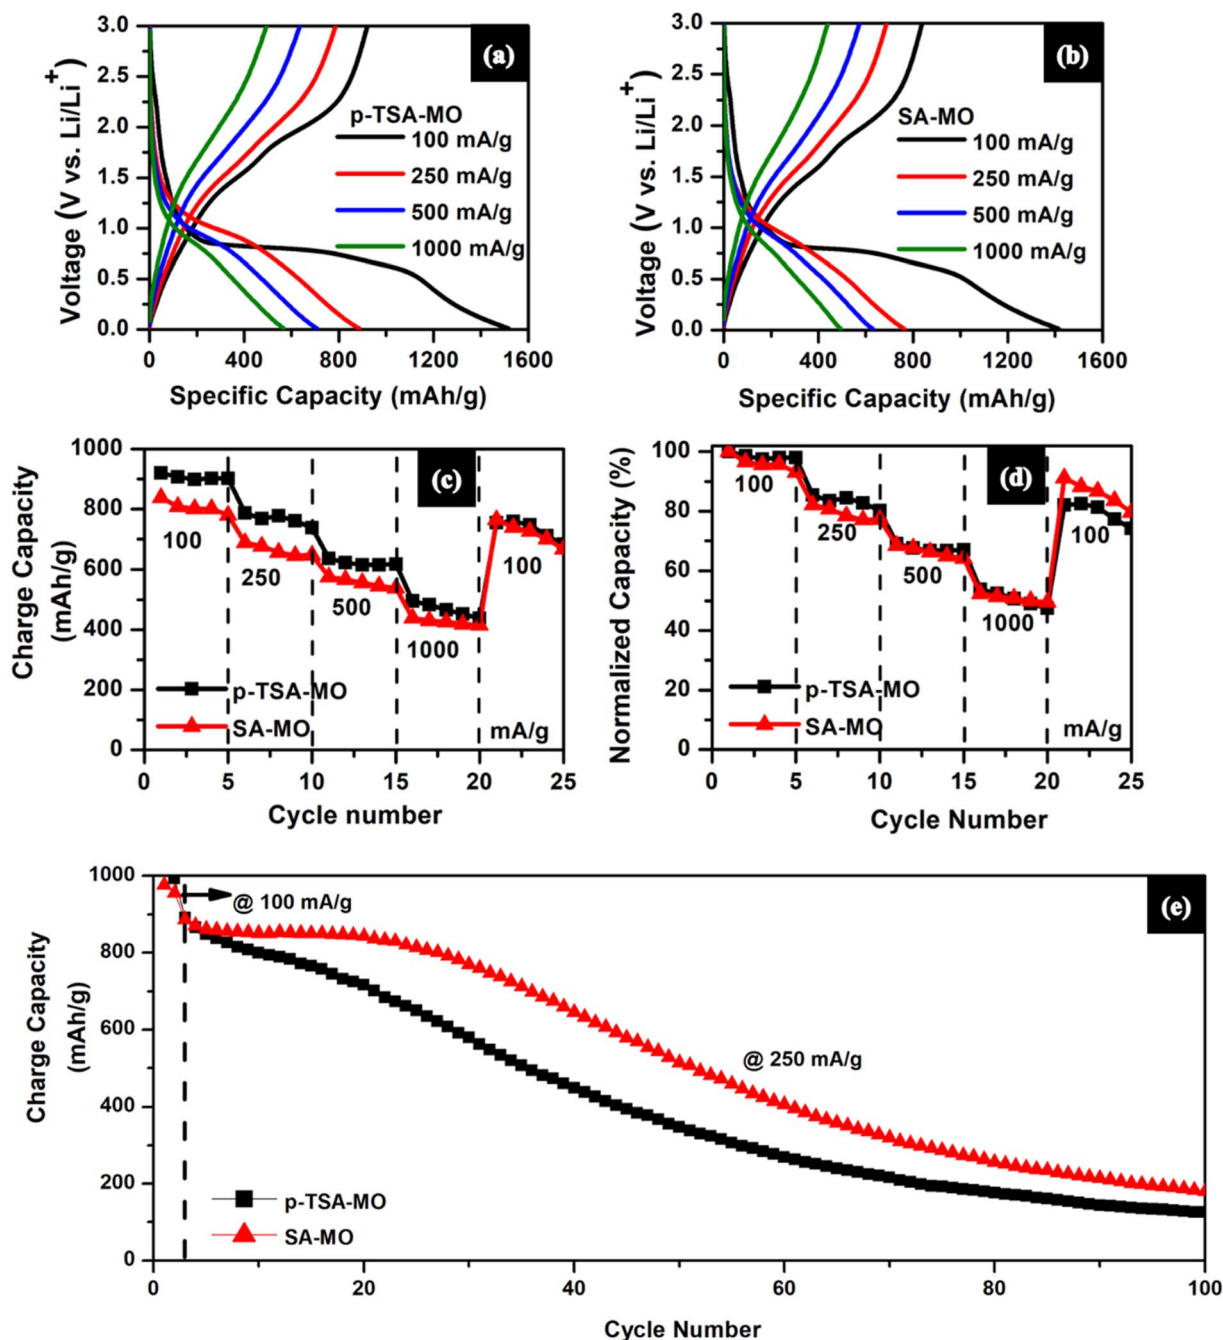 (a)
Voltage (V vs. Li/Li+)
3.0
2.5
2.0
1.5
1.0
0.5
0.0
p-TSA-MO
100 mA/g
250 mA/g
500 mA/g
1000 mA/g
0 400 800 1200 1600
Specific Capacity (mAh/g)
(b)
Voltage (V vs. Li/Li+)
3.0
2.5
2.0
1.5
1.0
0.5
0.0
SA-MO
100 mA/g
250 mA/g
500 mA/g
1000 mA/g
0 400 800 1200 1600
Specific Capacity (mAh/g)
(c)
Charge Capacity
(mAh/g)
1000
800
600
400
200
0
100
250
500
1000
100
p-TSA-MO
SA-MO
mA/g
0 5 10 15 20 25
Cycle number
(d)
Normalized Capacity (%)
100
80
60
40
20
0
100
250
500
1000
100
p-TSA-MO
SA-MO
mA/g
0 5 10 15 20 25
Cycle Number
(e)
Charge Capacity
(mAh/g)
1000
800
600
400
200
0
@ 100 mA/g
@ 250 mA/g
p-TSA-MO
SA-MO
0 20 40 60 80 100
Cycle Number